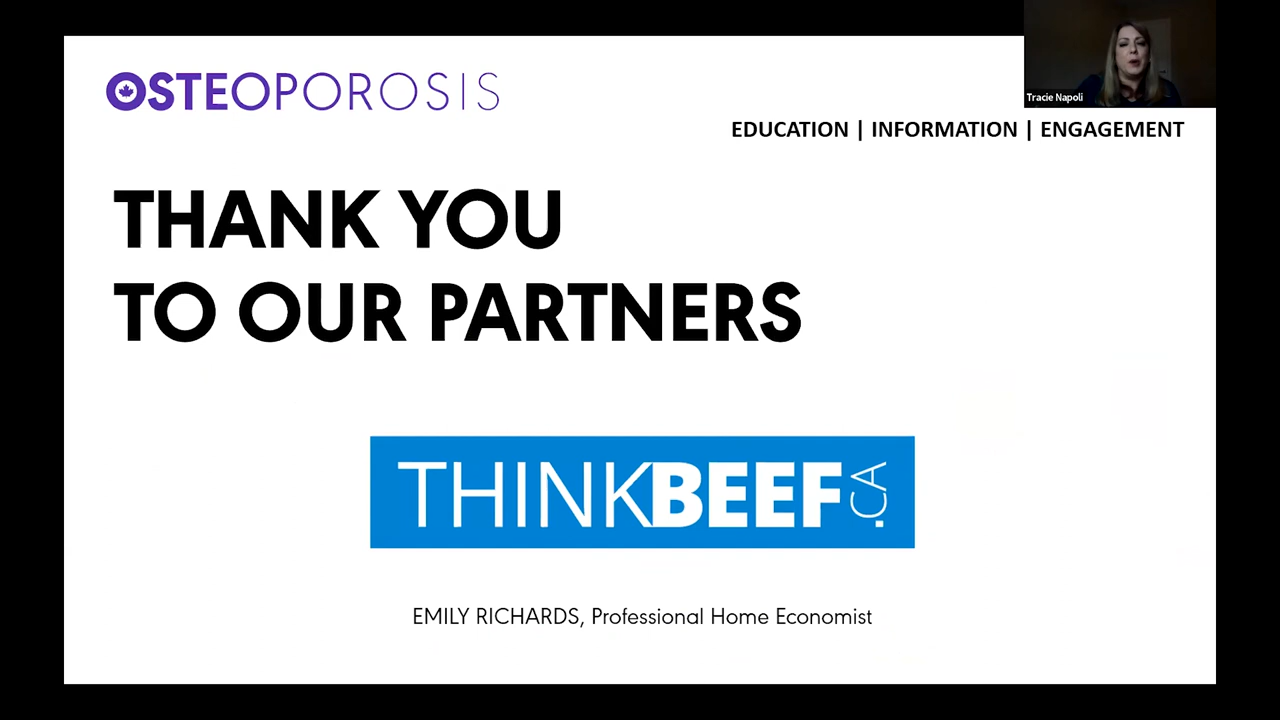 OSTEOPOROSIS
Tracie Napoli
EDUCATION | INFORMATION | ENGAGEMENT
THANK YOU
TO OUR PARTNERS
THINKBEEF.CA
EMILY RICHARDS, Professional Home Economist